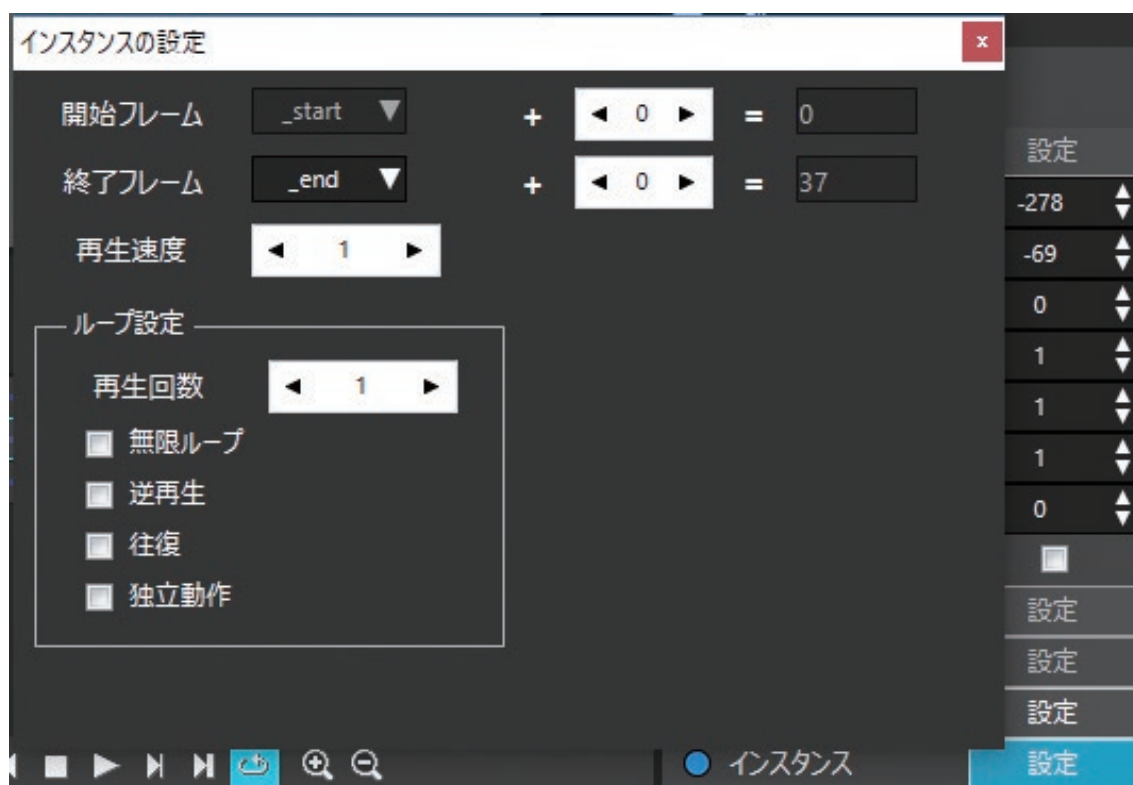 インスタンスの設定 x
開始フレーム _start + 0 = 0
終了フレーム _end + 0 = 37
再生速度 1
ループ設定
再生回数 1
無限ループ
逆再生
往復
独立動作
設定
-278
-69
0
1
1
1
0
設定
設定
設定
インスタンス 設定